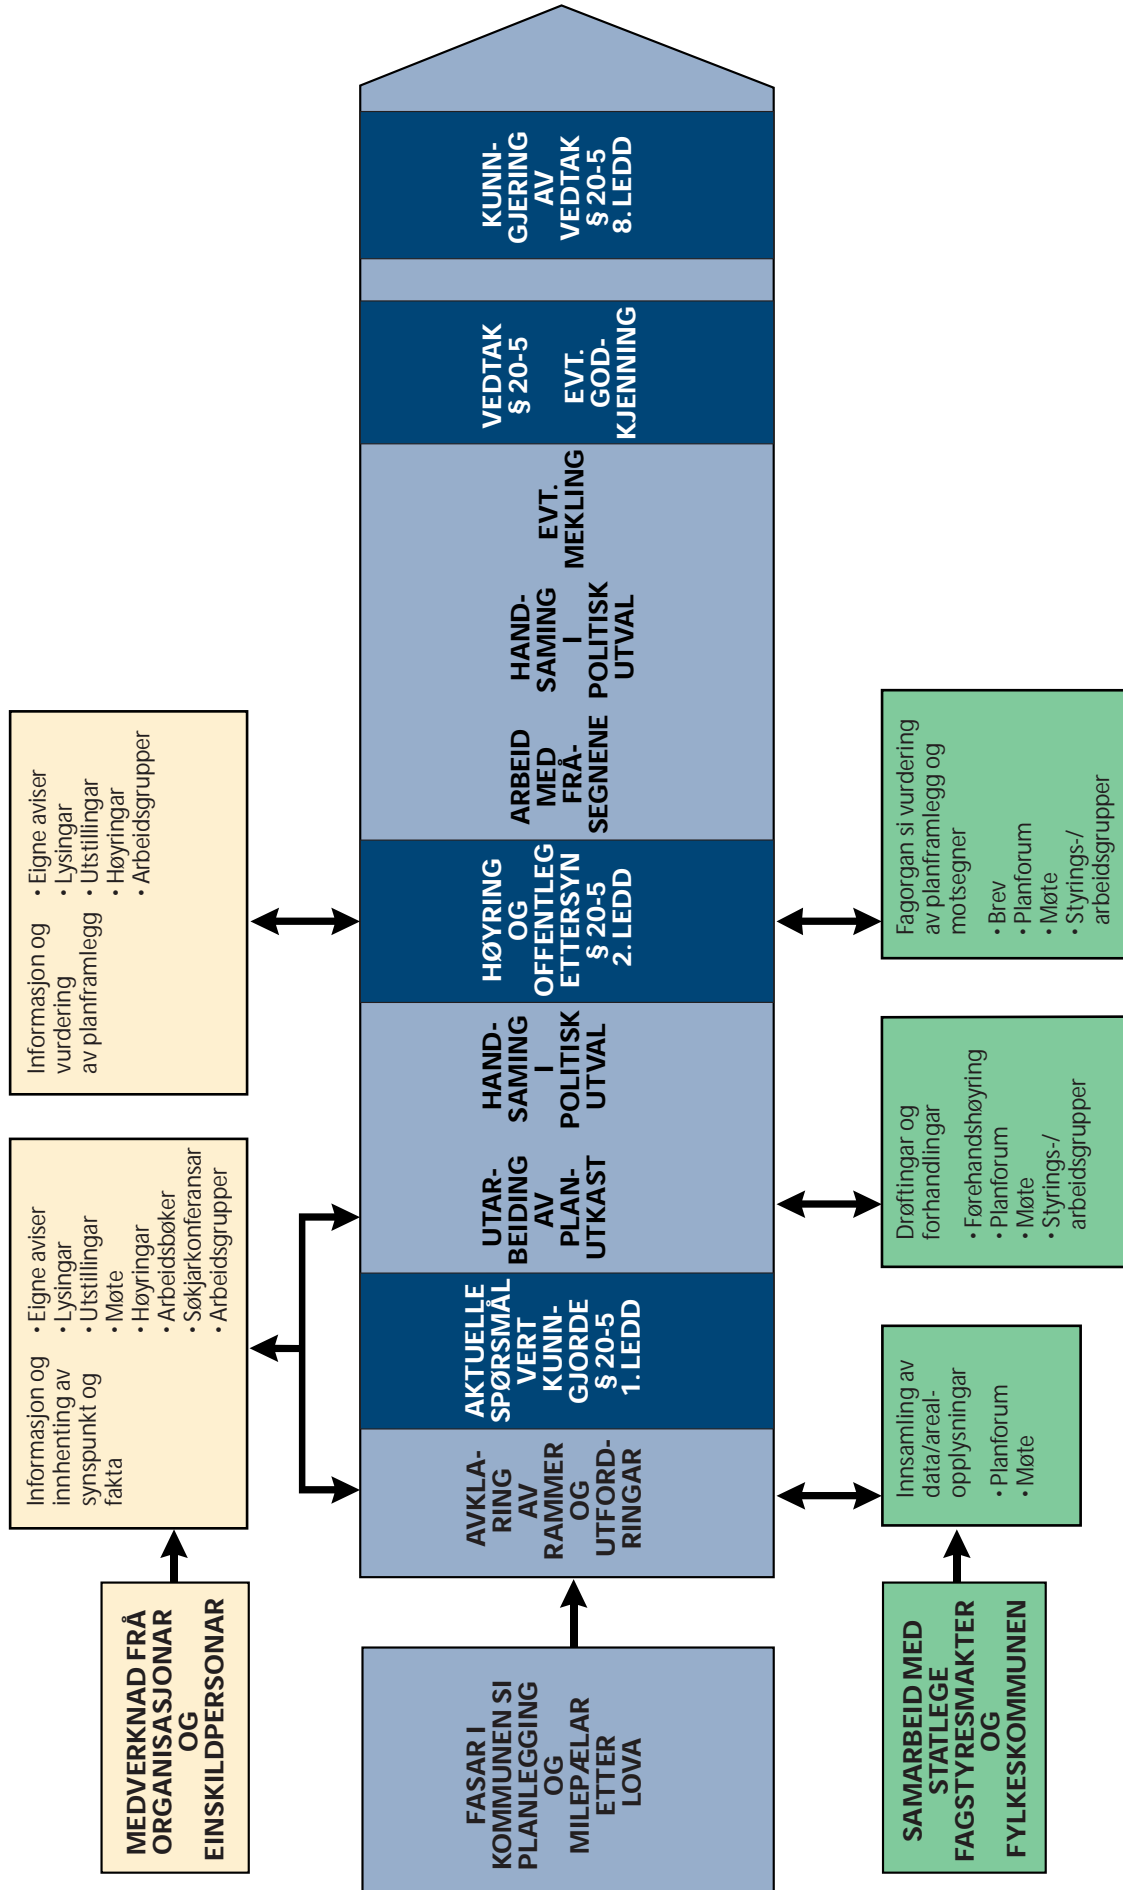 MEDVERKNAD FRÅ
ORGANISASJONAR
OG
EINSKILDPERSONAR
Informasjon og
innhenting av
synspunkt og
fakta
• Eigne aviser
• Lysingar
• Utstillingar
• Møte
• Høyringar
• Arbeidsbøker
• Søkjarkonferansar
• Arbeidsgrupper
Informasjon og
vurdering
av planframlegg
• Eigne aviser
• Lysingar
• Utstillingar
• Høyringar
• Arbeidsgrupper
FASAR I
KOMMUNEN SI
PLANLEGGING
OG
MILEPÆLAR
ETTER
LOVA
AVKLA-
RING
AV
RAMMER
OG
UTFORD-
RINGAR
AKTUELLE
SPØRSMÅL
VERT
KUNN-
GJORDE
§ 20-5
1. LEDD
UTAR-
BEIDING
AV
PLAN-
UTKAST
HAND-
SAMING
I
POLITISK
UTVAL
HØYRING
OG
OFFENTLEG
ETTERSYN
§ 20-5
2. LEDD
ARBEID
MED
FRÅ-
SEGNENE
HAND-
SAMING
I
POLITISK
UTVAL
EVT.
MEKLING
VEDTAK
§ 20-5
EVT.
GOD-
KJENNING
KUNN-
GJERING
AV
VEDTAK
§ 20-5
8. LEDD
SAMARBEID MED
STATLEGE
FAGSTYRESMAKTER
OG
FYLKESKOMMUNEN
Innsamling av
data/areal-
opplysningar
• Planforum
• Møte
Drøftingar og
forhandlingar
• Førehandshøyring
• Planforum
• Møte
• Styrings-/
arbeidsgrupper
Fagorgan si vurdering
av planframlegg og
motsegner
• Brev
• Planforum
• Møte
• Styrings-/
arbeidsgrupper